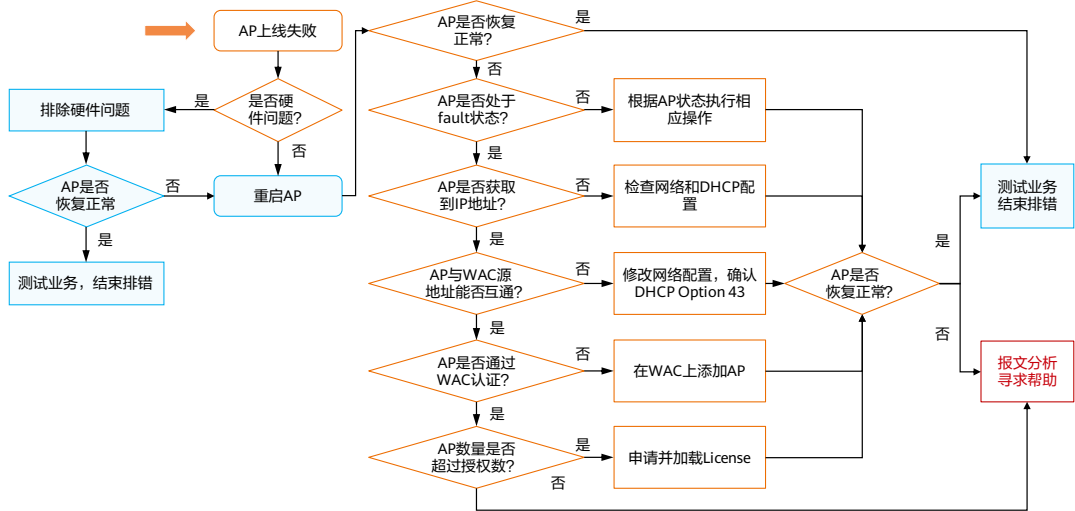 AP上线失败
是否硬
件问题?
是
否
排除硬件问题
AP是否
恢复正常
否
是
重启AP
测试业务，结束排错
AP是否恢复
正常?
是
否
AP是否处于
fault状态?
否
是
根据AP状态执行相
应操作
AP是否获取
到IP地址?
否
是
检查网络和DHCP配
置
AP与WAC源
地址能否互通?
否
是
修改网络配置，确认
DHCP Option 43
AP是否通过
WAC认证?
否
是
在WAC上添加AP
AP数量是否
超过授权数?
是
否
申请并加载License
AP是否
恢复正常?
是
否
测试业务
结束排错
报文分析
寻求帮助